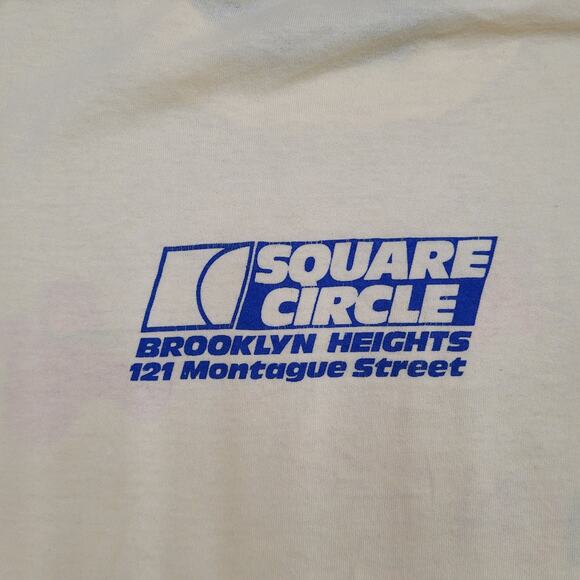 SQUARE
CIRCLE
BROOKLYN HEIGHTS
121 Montague Street